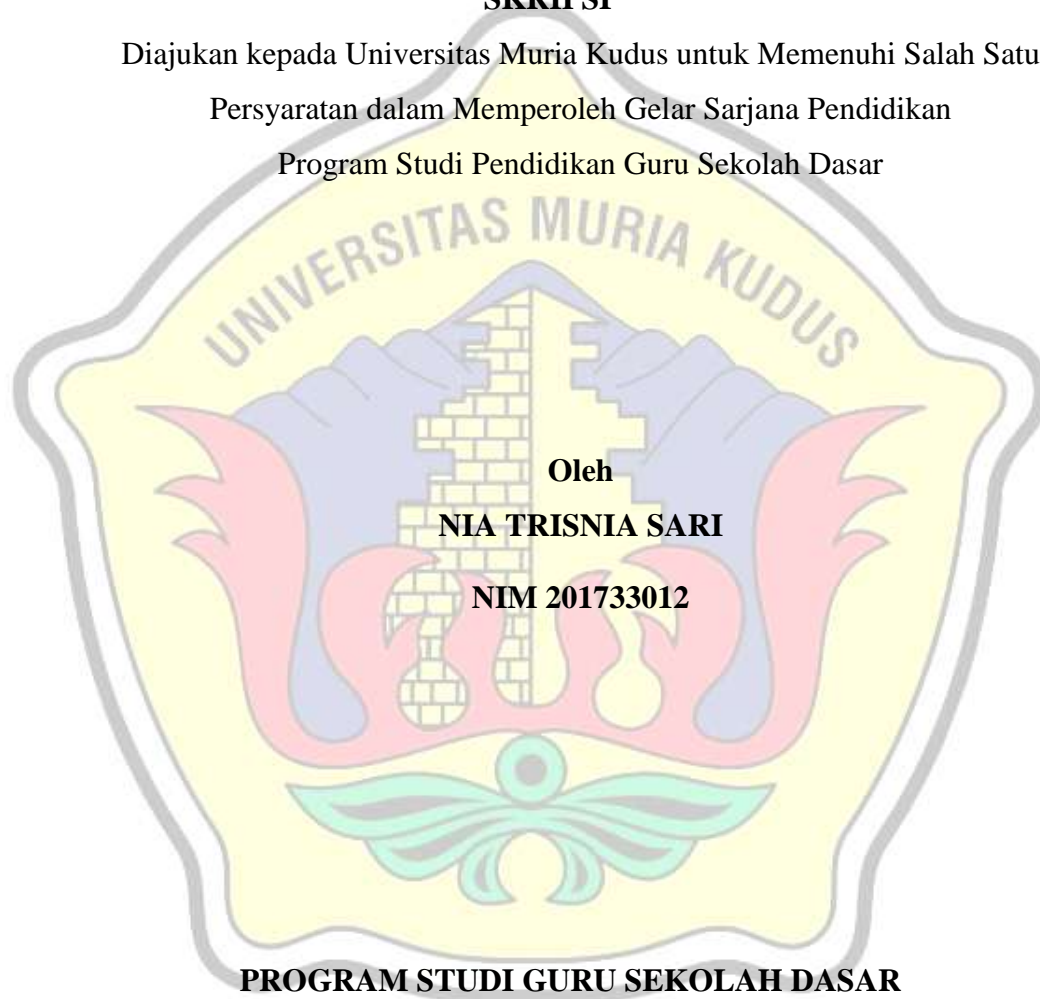 SKRIPSI
Diajukan kepada Universitas Muria Kudus untuk Memenuhi Salah Satu
Persyaratan dalam Memperoleh Gelar Sarjana Pendidikan
Program Studi Pendidikan Guru Sekolah Dasar
UNIVERSITAS MURIA KUDUS
Oleh
NIA TRISNIA SARI
NIM 201733012
PROGRAM STUDI GURU SEKOLAH DASAR